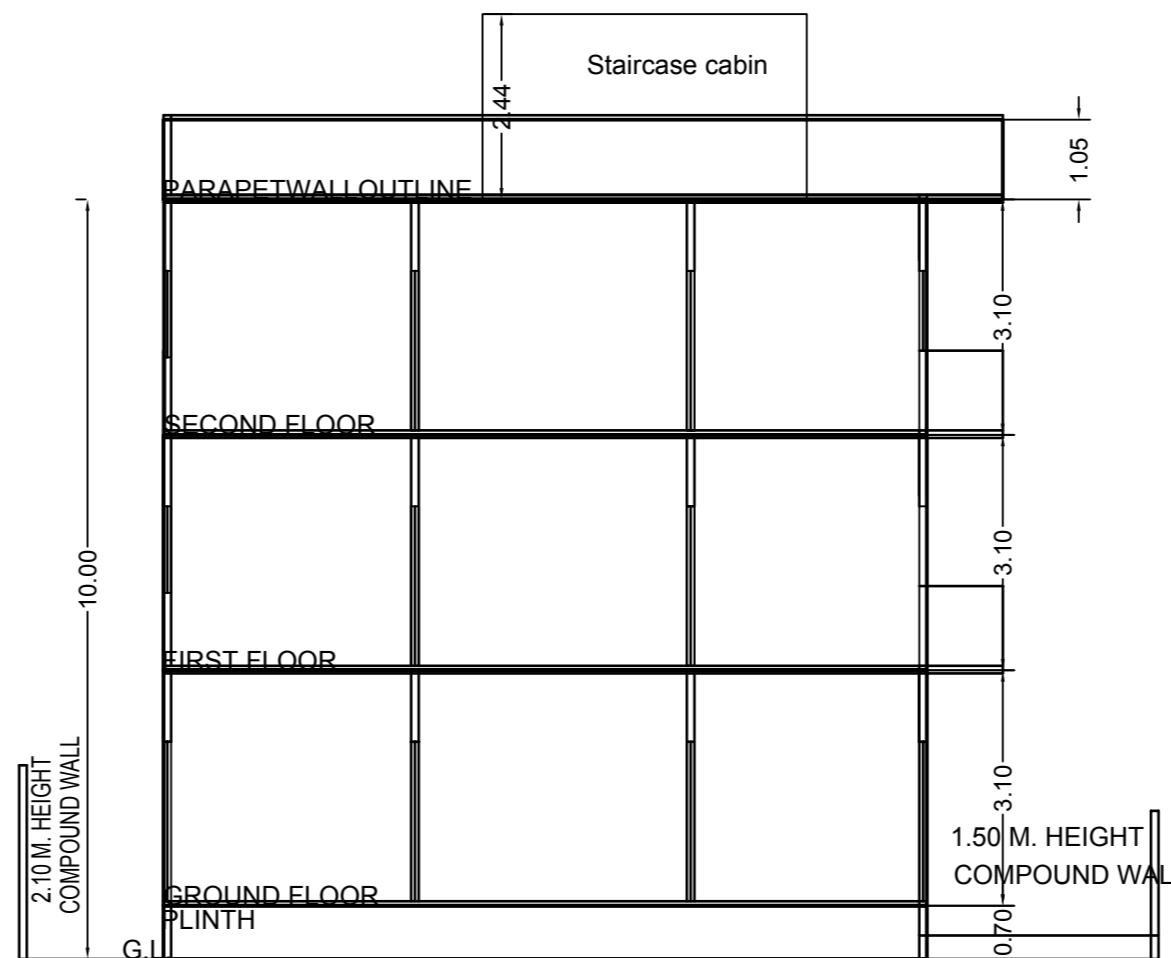 Staircase cabin
2.44
1.05
PARAPETWALLOUTLINE
3.10
SECOND FLOOR
10.00
3.10
FIRST FLOOR
2.10 M. HEIGHT
COMPOUND WALL
3.10
1.50 M. HEIGHT
COMPOUND WAL
GROUND FLOOR
PLINTH
0.70
G.L